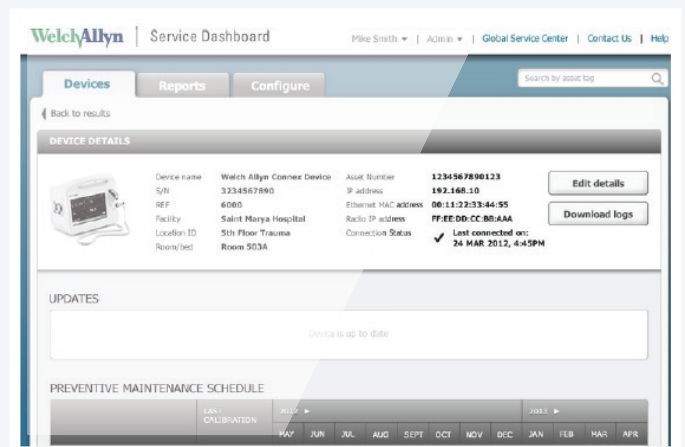 WelchAllyn | Service Dashboard
Mike Smith | Admin | Global Service Center | Contact Us | Help
Devices Reports Configure
Search by asset tag
Back to results
DEVICE DETAILS
Device name Welch Allyn Connex Device Asset Number 1234567890123
S/N 3234567890 IP address 192.168.10
REF 6000 Ethernet MAC address 00:11:22:33:44:55
Facility Saint Marya Hospital Radio IP address FF:EE:DD:CC:BB:AAA
Location ID 5th Floor Trauma Connection Status Last connected on:
Room/bed Room 503A 24 MAR 2012, 4:45PM
Edit details
Download logs
UPDATES
Device is up to date
PREVENTIVE MAINTENANCE SCHEDULE
LAST CALIBRATION 2012 2013
MAY JUN JUL AUG SEPT OCT NOV DEC JAN FEB MAR APR